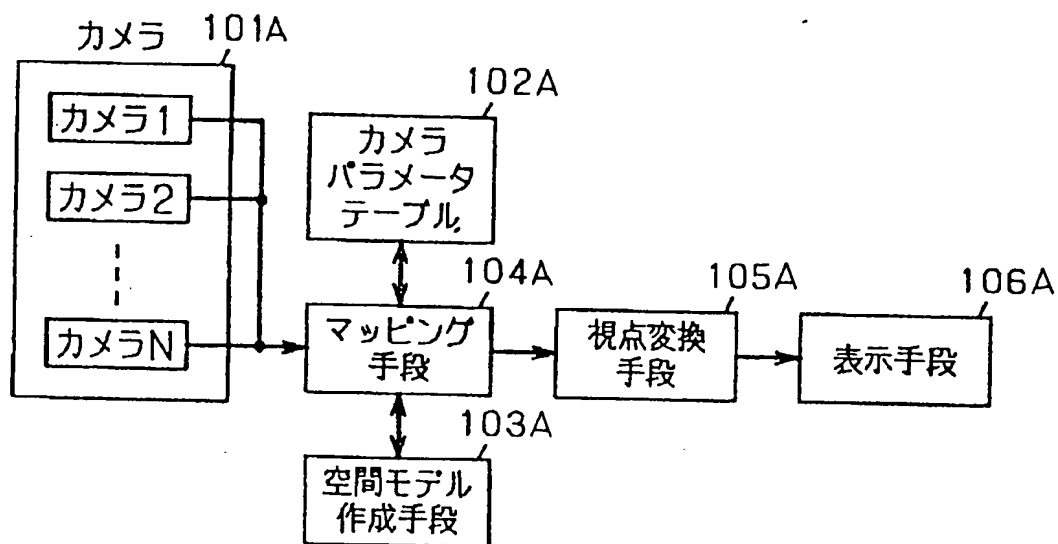 カメラ
101A
カメラ1
カメラ2
カメラN
102A
カメラ
パラメータ
テーブル
104A
マッピング
手段
103A
空間モデル
作成手段
105A
視点変換
手段
106A
表示手段